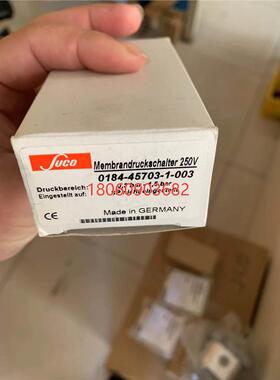 Suco
Membrandruckschalter 250V
0184-45703-1-003
Druckbereich:
Eingestellt auf:
CE
Made in GERMANY